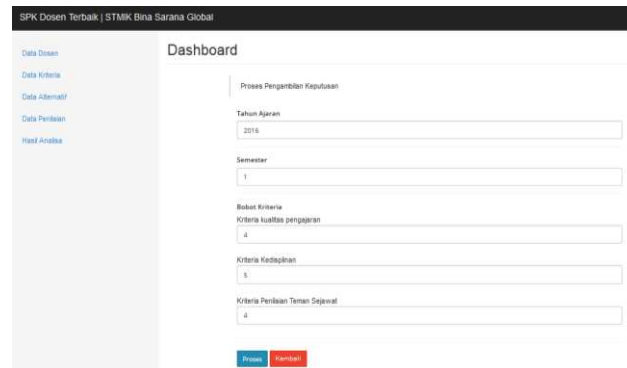 SPK Dosen Terbaik | STMIK Bina Sarana Global
Data Dosen
Data Kriteria
Data Alternatif
Data Penilaian
Hasil Analisa
Dashboard
Proses Pengambilan Keputusan
Tahun Ajaran
2016
Semester
1
Bobot Kriteria
Kriteria kualitas pengajaran
4
Kriteria Kedisplinan
5
Kriteria Penilaian Teman Sejawat
4
Proses Kembali